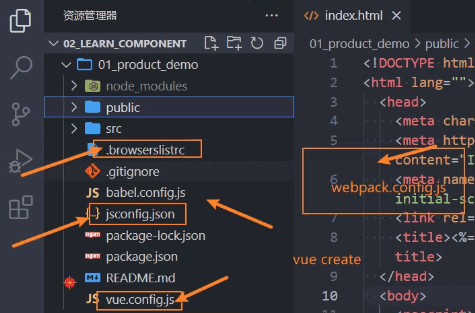 资源管理器
index.html
02_LEARN_COMPONENT
01_product_demo
node_modules
public
src
.browserslistrc
.gitignore
babel.config.js
{..} jsconfig.json
package-lock.json
package.json
README.md
vue.config.js
01_product_demo > public
1 <!DOCTYPE html
2 <html lang="">
3 <head>
4 <meta char
5 <meta http
content="I
6 <meta name
initial-sc
7 <link rel=
8 <title><%=
title>
9 </head>
10 <body>
webpack.config.js
vue create